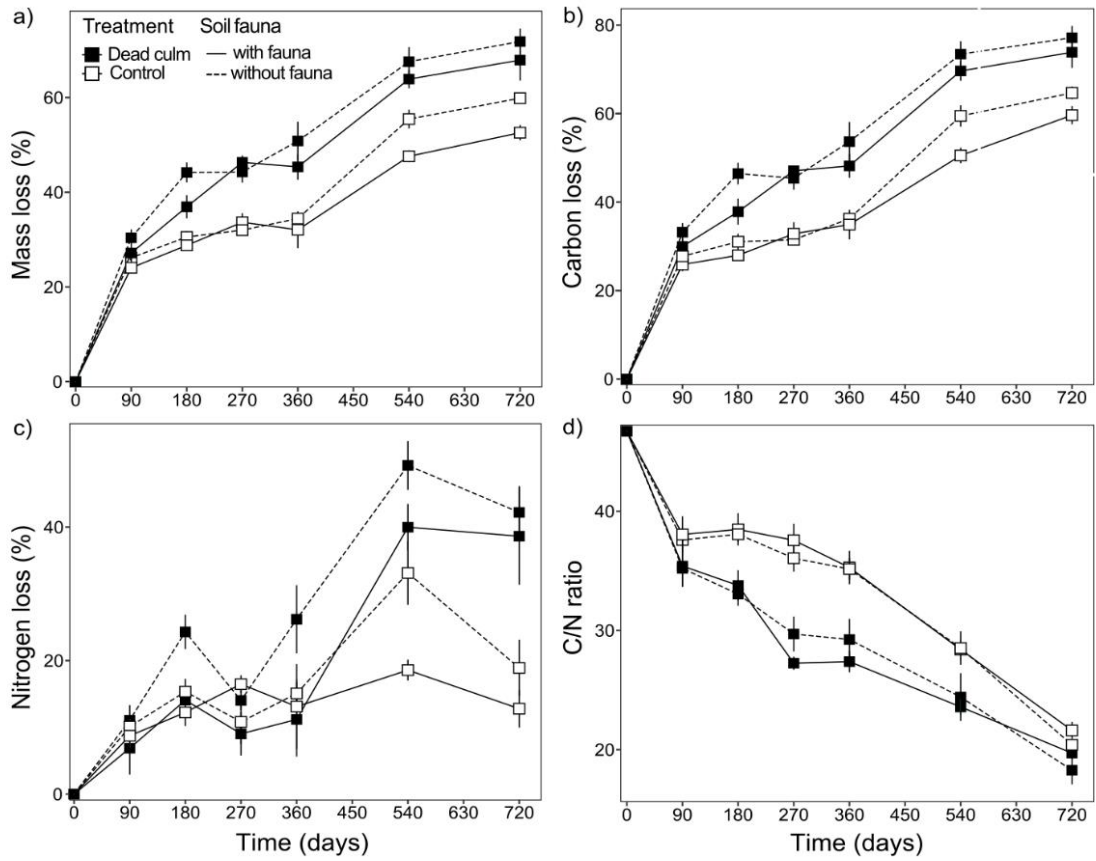 a)
Treatment Soil fauna
Dead culm with fauna
Control without fauna
Mass loss (%)
60
40
20
0
0 90 180 270 360 450 540 630 720
b)
Carbon loss (%)
80
60
40
20
0
0 90 180 270 360 450 540 630 720
c)
Nitrogen loss (%)
40
20
0
0 90 180 270 360 450 540 630 720
Time (days)
d)
C/N ratio
40
30
20
0 90 180 270 360 450 540 630 720
Time (days)